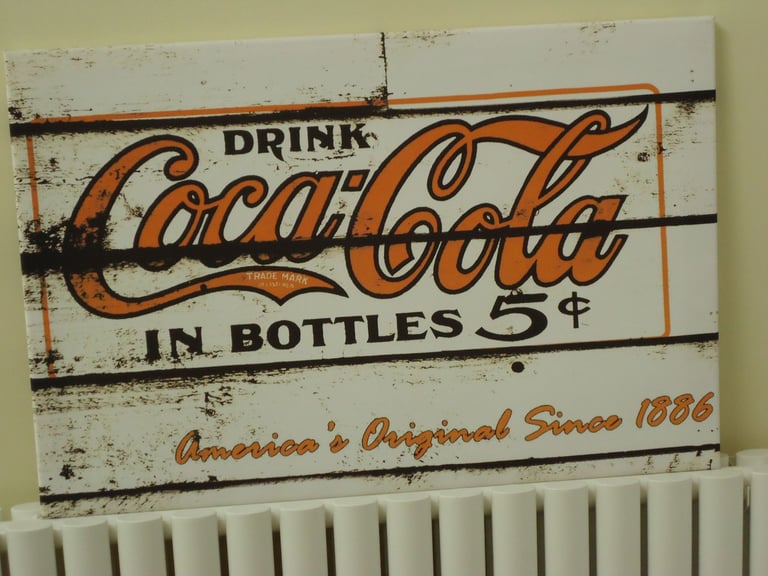 DRINK
Coca-Cola
TRADE MARK
IN BOTTLES 5¢
America's Original Since 1886